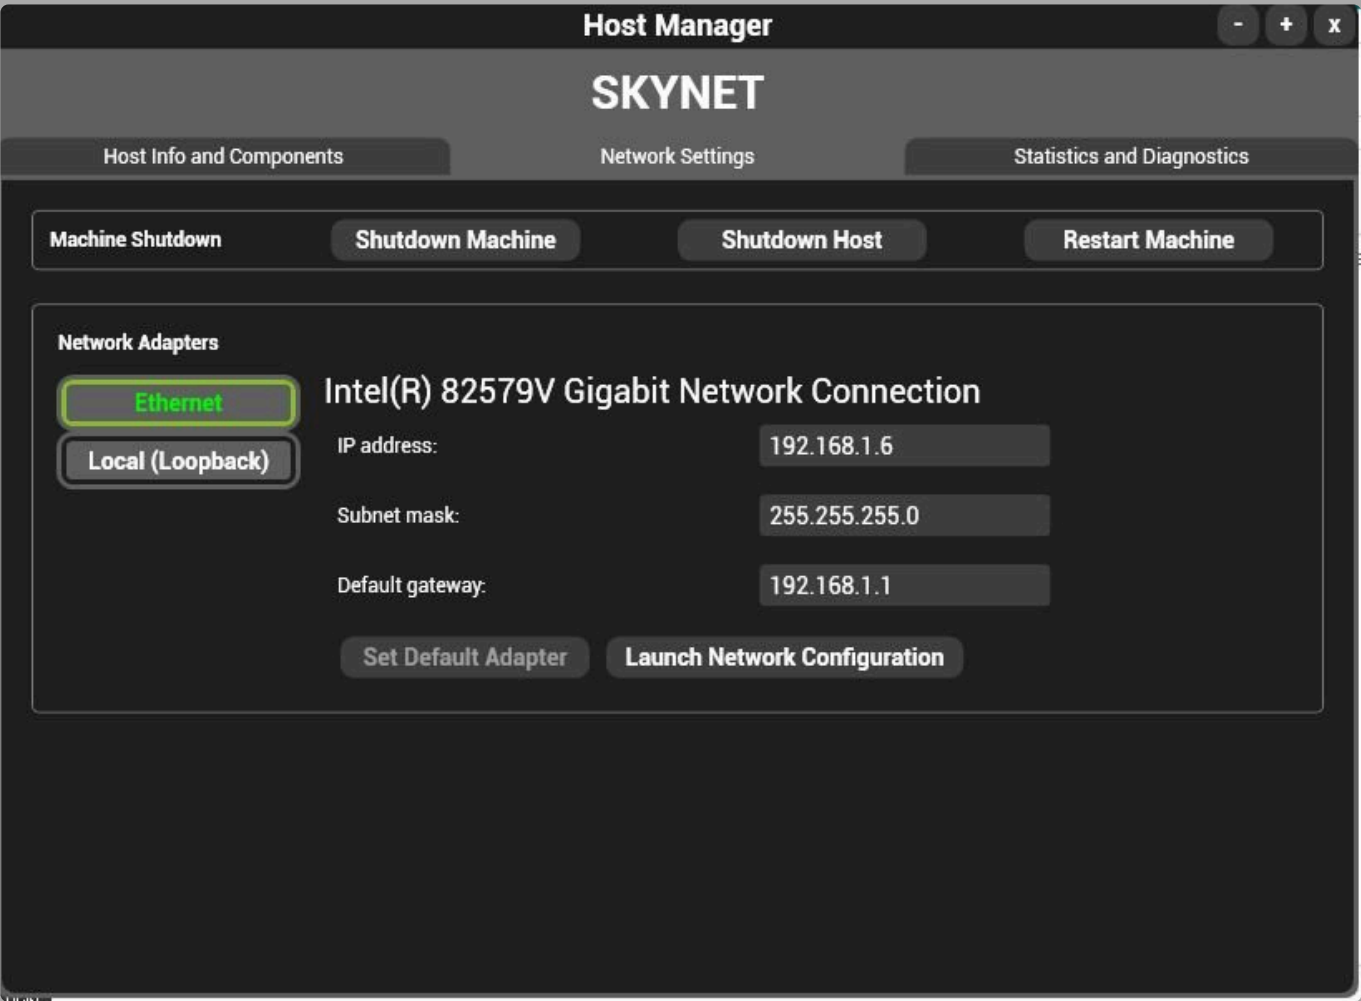 Host Manager
- + x
SKYNET
Host Info and Components Network Settings Statistics and Diagnostics
Machine Shutdown Shutdown Machine Shutdown Host Restart Machine
Network Adapters
Ethernet
Local (Loopback)
Intel(R) 82579V Gigabit Network Connection
IP address: 192.168.1.6
Subnet mask: 255.255.255.0
Default gateway: 192.168.1.1
Set Default Adapter Launch Network Configuration